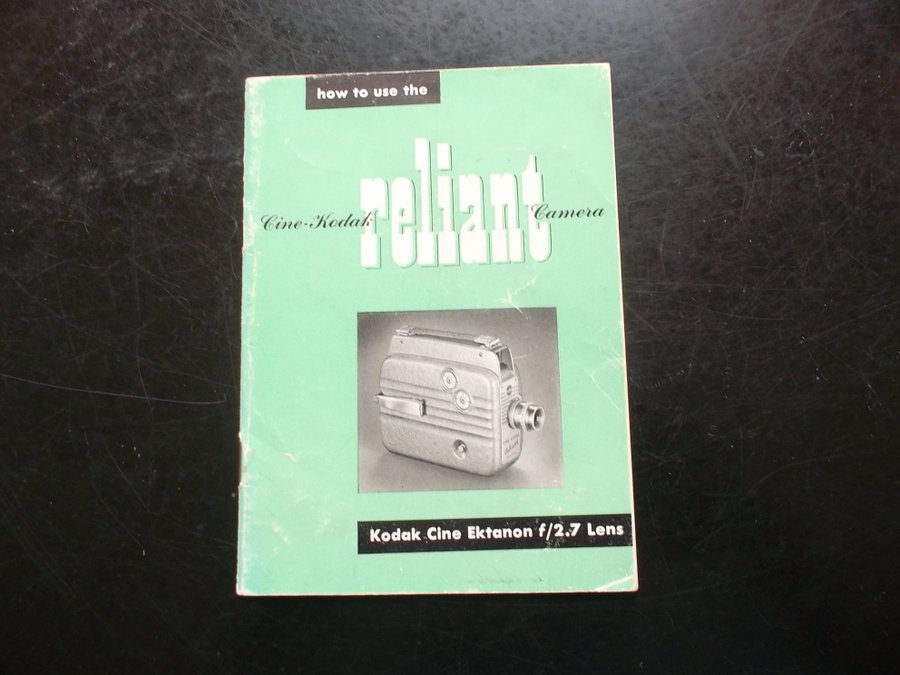 how to use the
Cine-Kodak reliant Camera
Kodak Cine Ektanon f/2.7 Lens